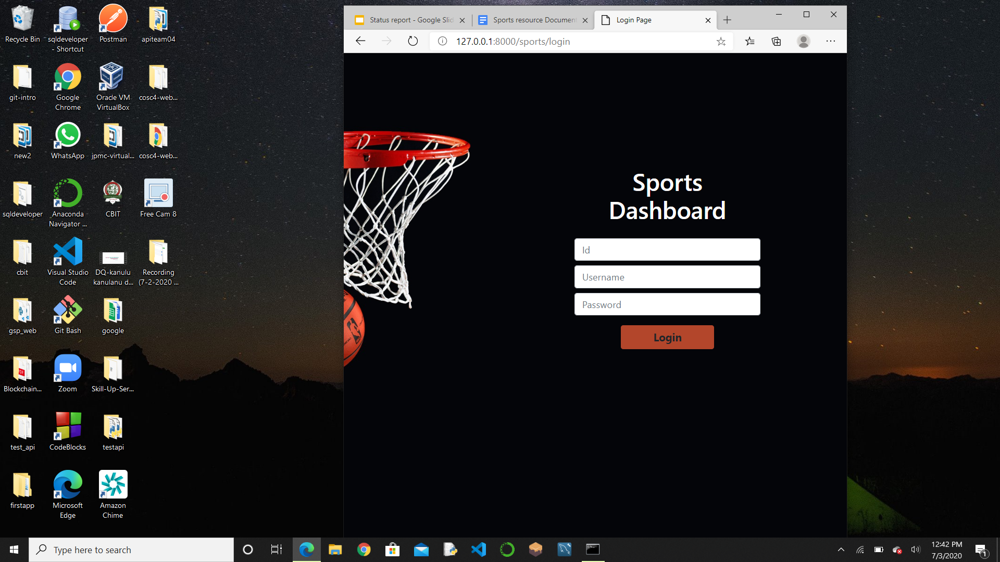 Recycle Bin
sqldeveloper
- Shortcut
Postman
apiteam04
git-intro
Google
Chrome
Oracle VM
VirtualBox
cosc4-web...
new2
WhatsApp
jpmc-virtual...
cosc4-web...
sqldeveloper
Anaconda
Navigator ...
CBIT
Free Cam 8
cbit
Visual Studio
Code
DQ-kanulu
kanulanu d...
Recording
(7-2-2020 ...
gsp_web
Git Bash
google
Blockchain...
Zoom
Skill-Up-Ser...
test_api
CodeBlocks
testapi
firstapp
Microsoft
Edge
Amazon
Chime
Status report - Google Slid
Sports resource Document
Login Page
127.0.0.1:8000/sports/login
Sports
Dashboard
Id
Username
Password
Login
Type here to search
12:42 PM
7/3/2020
1